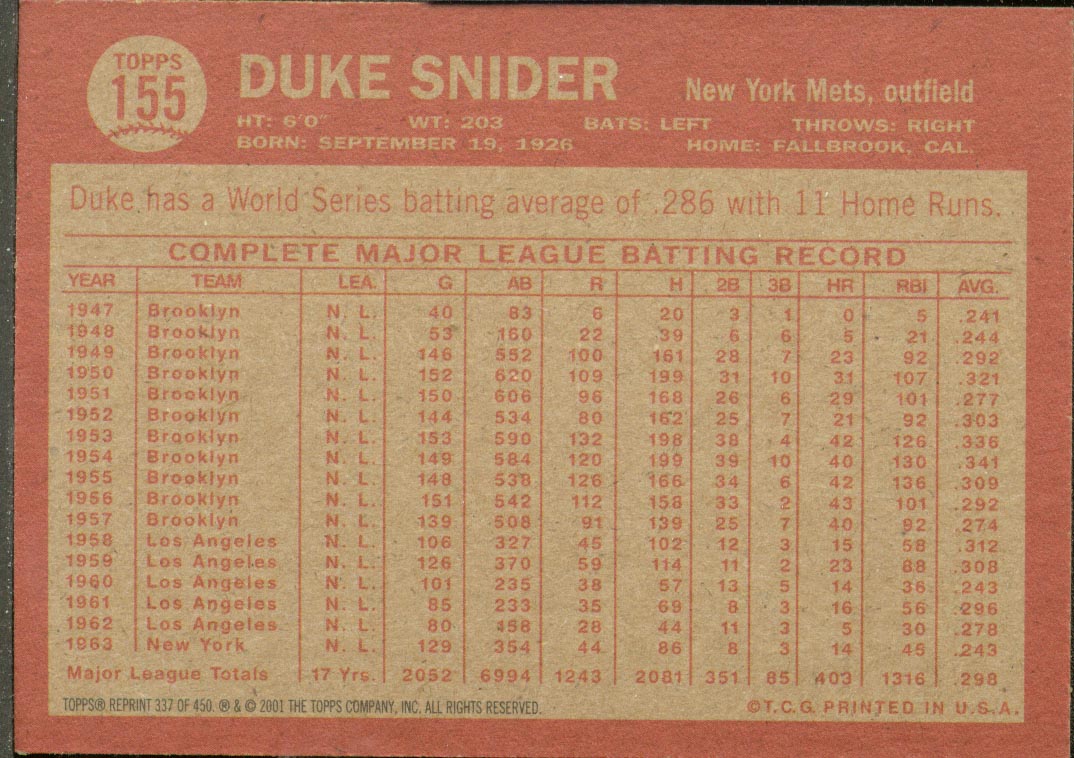 TOPPS
155
DUKE SNIDER
New York Mets, outfield
HT: 6'0" WT: 203 BATS: LEFT THROWS: RIGHT
BORN: SEPTEMBER 19, 1926 HOME: FALLBROOK, CAL.
Duke has a World Series batting average of .286 with 11 Home Runs.
COMPLETE MAJOR LEAGUE BATTING RECORD
YEAR TEAM LEA. G AB R H 2B 3B HR RBI AVG.
1947 Brooklyn N. L. 40 83 6 20 3 1 0 5 .241
1948 Brooklyn N. L. 53 160 22 39 6 6 5 21 .244
1949 Brooklyn N. L. 146 552 100 161 28 7 23 92 .292
1950 Brooklyn N. L. 152 620 109 199 31 10 31 107 .321
1951 Brooklyn N. L. 150 606 96 168 26 6 29 101 .277
1952 Brooklyn N. L. 144 534 80 162 25 7 21 92 .303
1953 Brooklyn N. L. 153 590 132 198 38 4 42 126 .336
1954 Brooklyn N. L. 149 584 120 199 39 10 40 130 .341
1955 Brooklyn N. L. 148 538 126 166 34 6 42 136 .309
1956 Brooklyn N. L. 151 542 112 158 33 2 43 101 .292
1957 Brooklyn N. L. 139 508 91 139 25 7 40 92 .274
1958 Los Angeles N. L. 106 327 45 102 12 3 15 58 .312
1959 Los Angeles N. L. 126 370 59 114 11 2 23 88 .308
1960 Los Angeles N. L. 101 235 38 57 13 5 14 36 .243
1961 Los Angeles N. L. 85 233 35 69 8 3 16 56 .296
1962 Los Angeles N. L. 80 158 28 44 11 3 5 30 .278
1963 New York N. L. 129 354 44 86 8 3 14 45 .243
Major League Totals 17 Yrs. 2052 6994 1243 2081 351 85 403 1316 .298
TOPPS® REPRINT 337 OF 450. ® & © 2001 THE TOPPS COMPANY, INC. ALL RIGHTS RESERVED.
©T.C.G. PRINTED IN U.S.A.